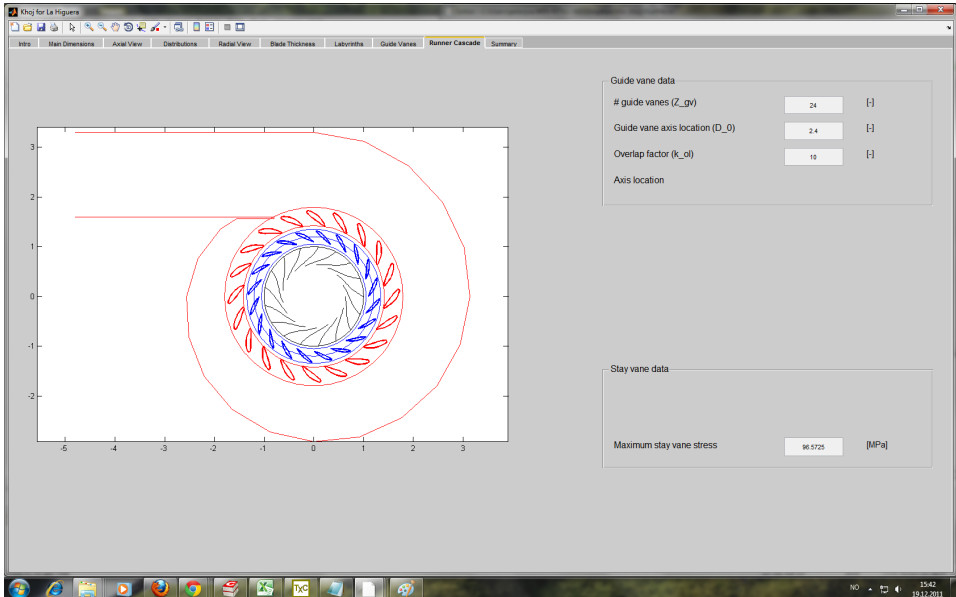 Khoj for La Higuera
Intro Main Dimensions Axial View Distributions Radial View Blade Thickness Labyrinths Guide Vanes Runner Cascade Summary
3
2
1
0
-1
-2
-5 -4 -3 -2 -1 0 1 2 3
Guide vane data
# guide vanes (Z_gv) 24 [-]
Guide vane axis location (D_0) 2.4 [-]
Overlap factor (k_ol) 10 [-]
Axis location
Stay vane data
Maximum stay vane stress 96.5725 [MPa]
TXC
NO 15:42
19.12.2011